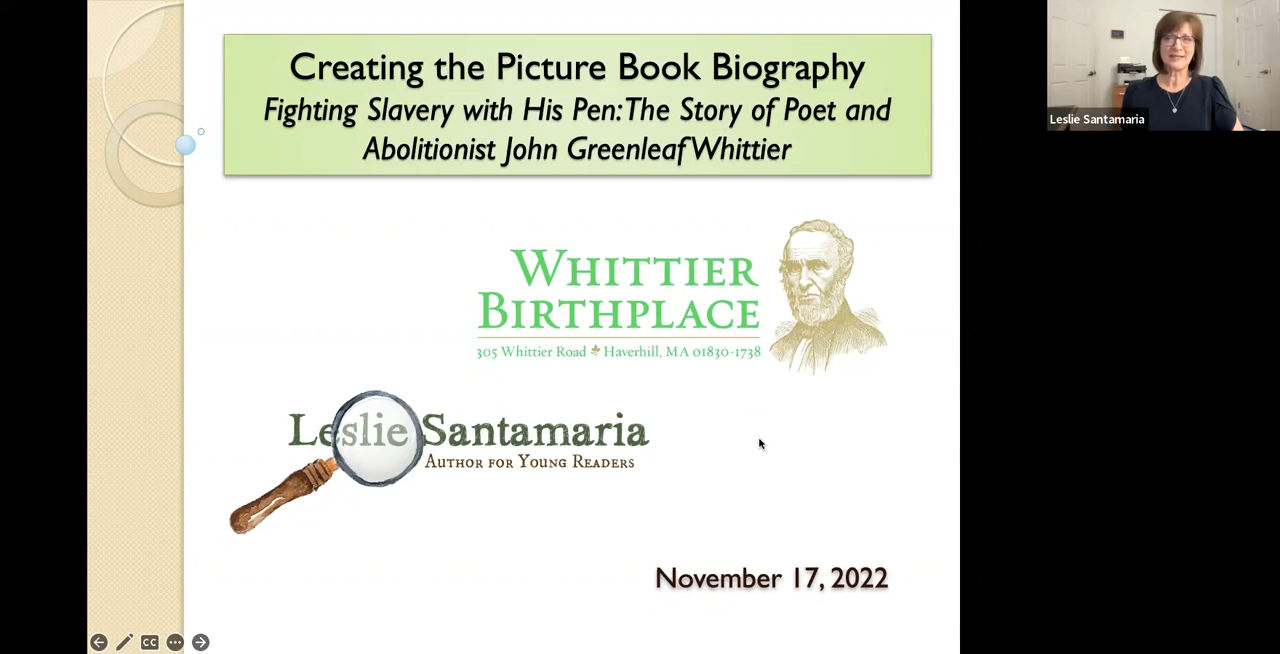 Creating the Picture Book Biography
Fighting Slavery with His Pen: The Story of Poet and
Abolitionist John Greenleaf Whittier
Leslie Santamaria
WHITTIER
BIRTHPLACE
305 Whittier Road Haverhill, MA 01830-1738
Leslie Santamaria
AUTHOR FOR YOUNG READERS
November 17, 2022
CC